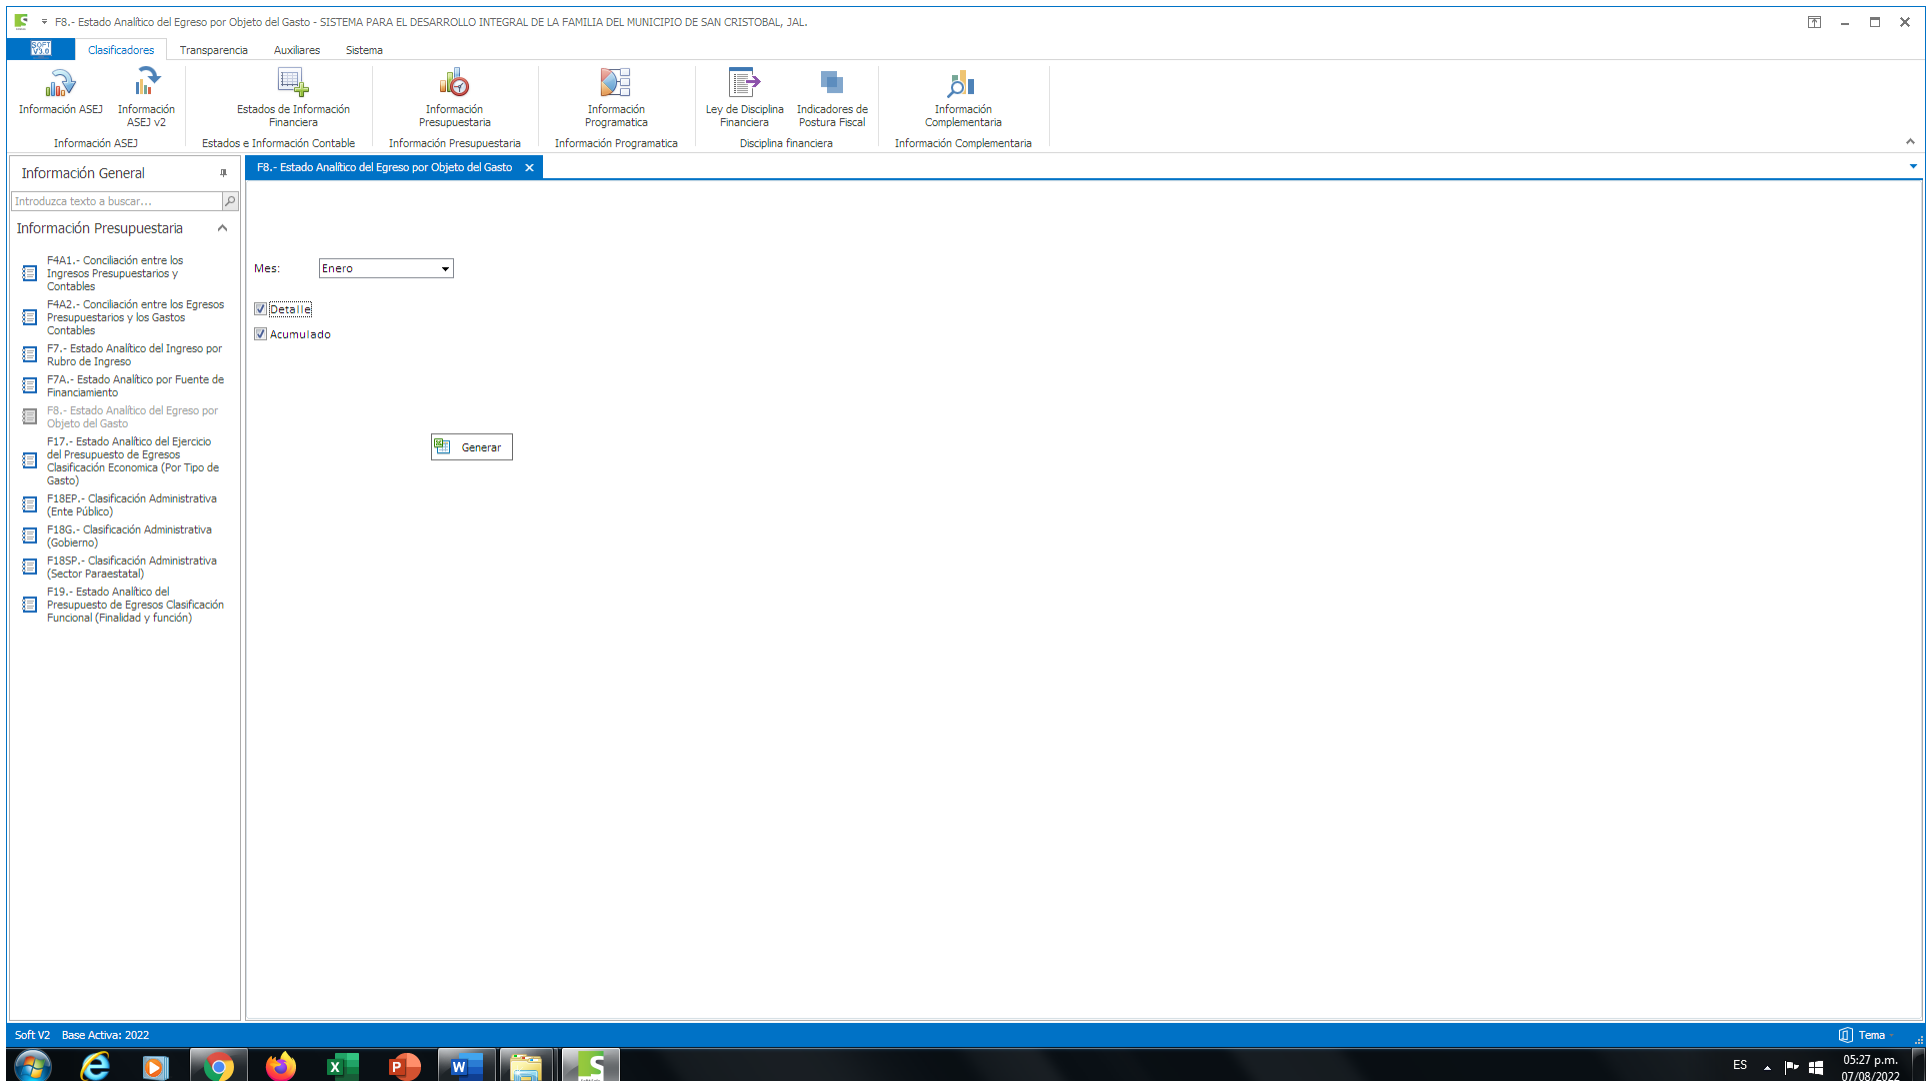 F8.- Estado Analítico del Egreso por Objeto del Gasto - SISTEMA PARA EL DESARROLLO INTEGRAL DE LA FAMILIA DEL MUNICIPIO DE SAN CRISTOBAL, JAL.
SOFT
V3.0
Clasificadores
Transparencia
Auxiliares
Sistema
Información ASEJ
Información
ASEJ v2
Información ASEJ
Estados de Información
Financiera
Estados e Información Contable
Información
Presupuestaria
Información Presupuestaria
Información
Programatica
Información Programatica
Ley de Disciplina
Financiera
Indicadores de
Postura Fiscal
Disciplina financiera
Información
Complementaria
Información Complementaria
Información General
Introduzca texto a buscar...
Información Presupuestaria
F4A1.- Conciliación entre los
Ingresos Presupuestarios y
Contables
F4A2.- Conciliación entre los Egresos
Presupuestarios y los Gastos
Contables
F7.- Estado Analítico del Ingreso por
Rubro de Ingreso
F7A.- Estado Analítico por Fuente de
Financiamiento
F8.- Estado Analítico del Egreso por
Objeto del Gasto
F17.- Estado Analítico del Ejercicio
del Presupuesto de Egresos
Clasificación Economica (Por Tipo de
Gasto)
F18EP.- Clasificación Administrativa
(Ente Público)
F18G.- Clasificación Administrativa
(Gobierno)
F18SP.- Clasificación Administrativa
(Sector Paraestatal)
F19.- Estado Analítico del
Presupuesto de Egresos Clasificación
Funcional (Finalidad y función)
F8.- Estado Analítico del Egreso por Objeto del Gasto
Mes:
Enero
Detalle
Acumulado
Generar
Soft V2
Base Activa: 2022
Tema
ES
05:27 p.m.
07/08/2022